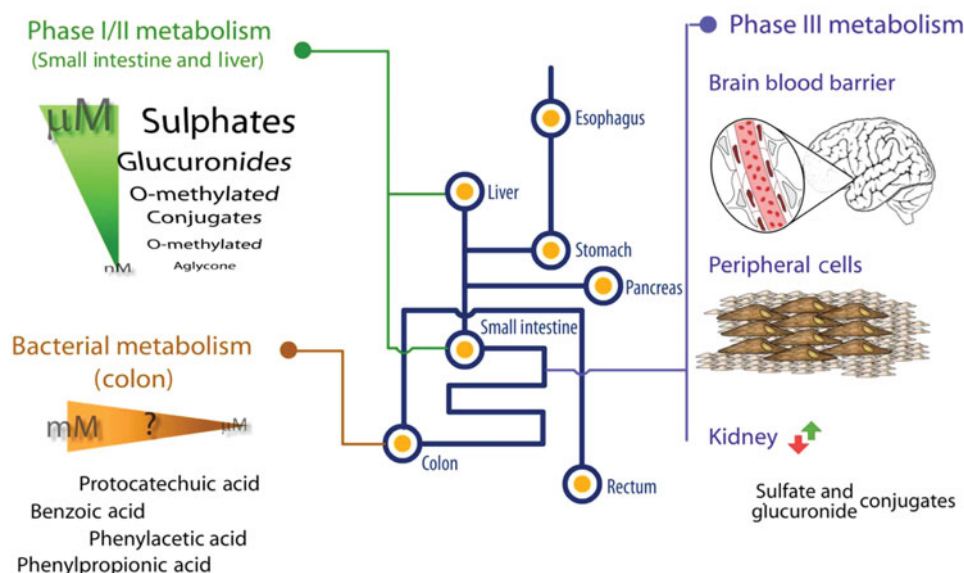 Phase I/II metabolism
(Small intestine and liver)
µM
Sulphates
Glucuronides
O-methylated
Conjugates
O-methylated
Aglycone
nM
Bacterial metabolism
(colon)
mM
?
µM
Protocatechuic acid
Benzoic acid
Phenylacetic acid
Phenylpropionic acid
Esophagus
Liver
Stomach
Pancreas
Small intestine
Colon
Rectum
Phase III metabolism
Brain blood barrier
Peripheral cells
Kidney
Sulfate and
glucuronide conjugates